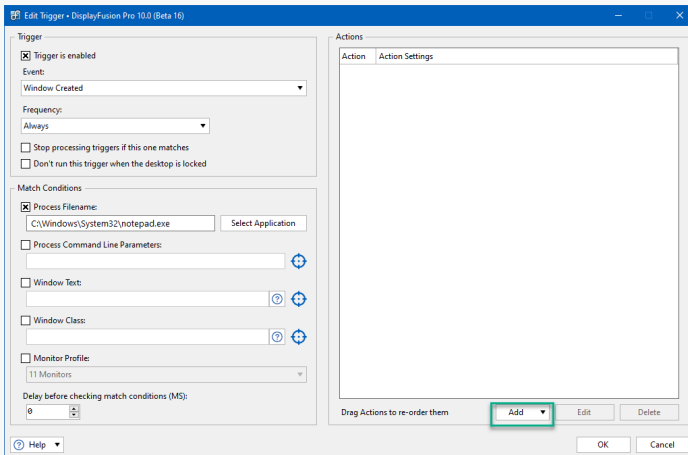 Edit Trigger • DisplayFusion Pro 10.0 (Beta 16)
Trigger
Trigger is enabled
Event:
Window Created
Frequency:
Always
Stop processing triggers if this one matches
Don't run this trigger when the desktop is locked
Match Conditions
Process Filename:
C:\Windows\System32\notepad.exe
Select Application
Process Command Line Parameters:
Window Text:
Window Class:
Monitor Profile:
11 Monitors
Delay before checking match conditions (MS):
0
Help
Actions
Action Action Settings
Drag Actions to re-order them Add Edit Delete
OK Cancel